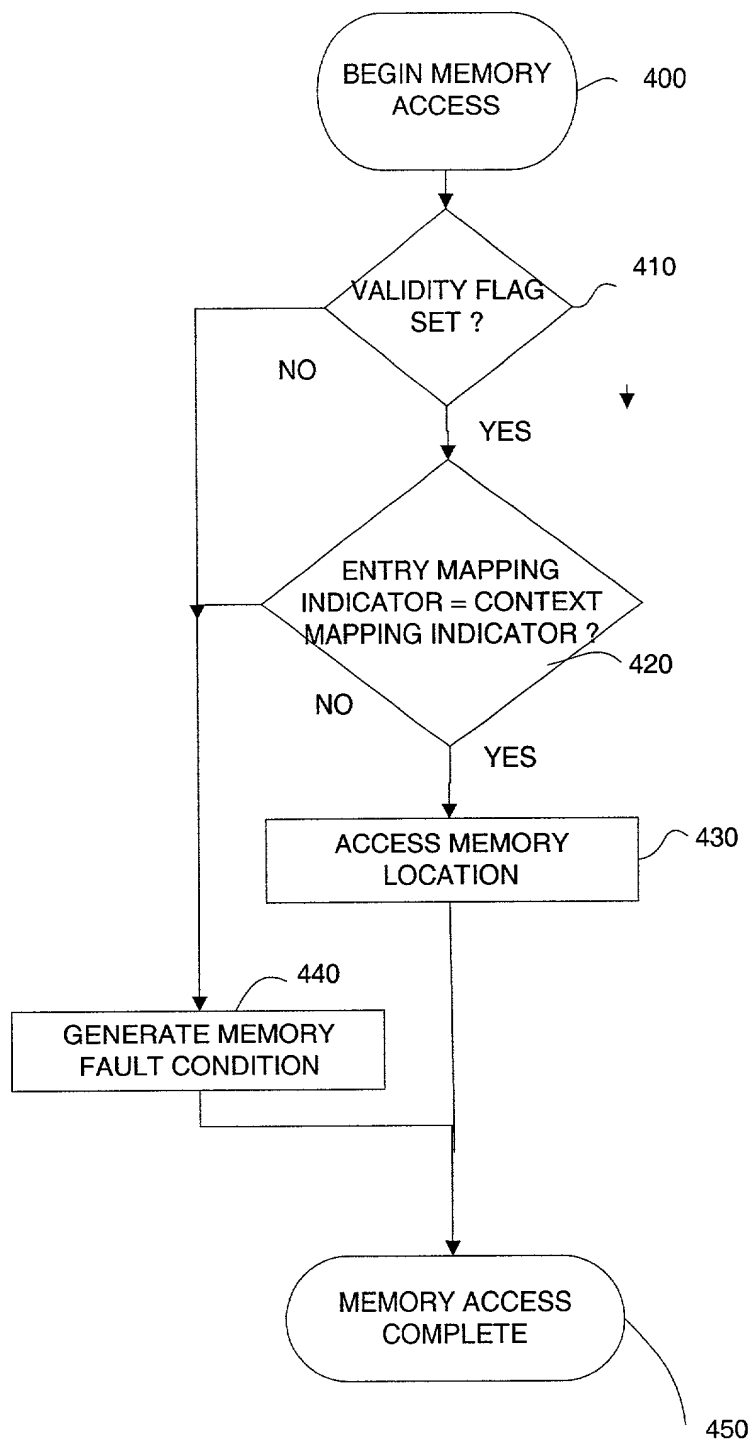 BEGIN MEMORY
ACCESS
400
VALIDITY FLAG
SET ?
410
NO
YES
ENTRY MAPPING
INDICATOR = CONTEXT
MAPPING INDICATOR ?
420
NO
YES
ACCESS MEMORY
LOCATION
430
440
GENERATE MEMORY
FAULT CONDITION
MEMORY ACCESS
COMPLETE
450